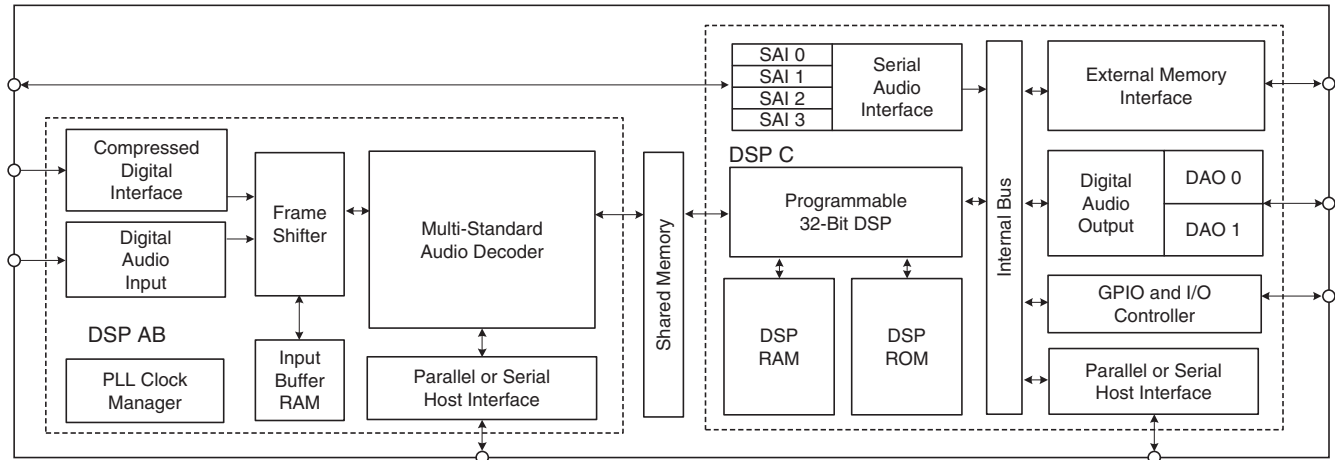 Compressed
Digital
Interface
Digital
Audio
Input
DSP AB
PLL Clock
Manager
Frame
Shifter
Input
Buffer
RAM
Multi-Standard
Audio Decoder
Parallel or Serial
Host Interface
Shared Memory
SAI 0
SAI 1
SAI 2
SAI 3
Serial
Audio
Interface
DSP C
Programmable
32-Bit DSP
DSP
RAM
DSP
ROM
Internal Bus
External Memory
Interface
Digital
Audio
Output
DAO 0
DAO 1
GPIO and I/O
Controller
Parallel or Serial
Host Interface